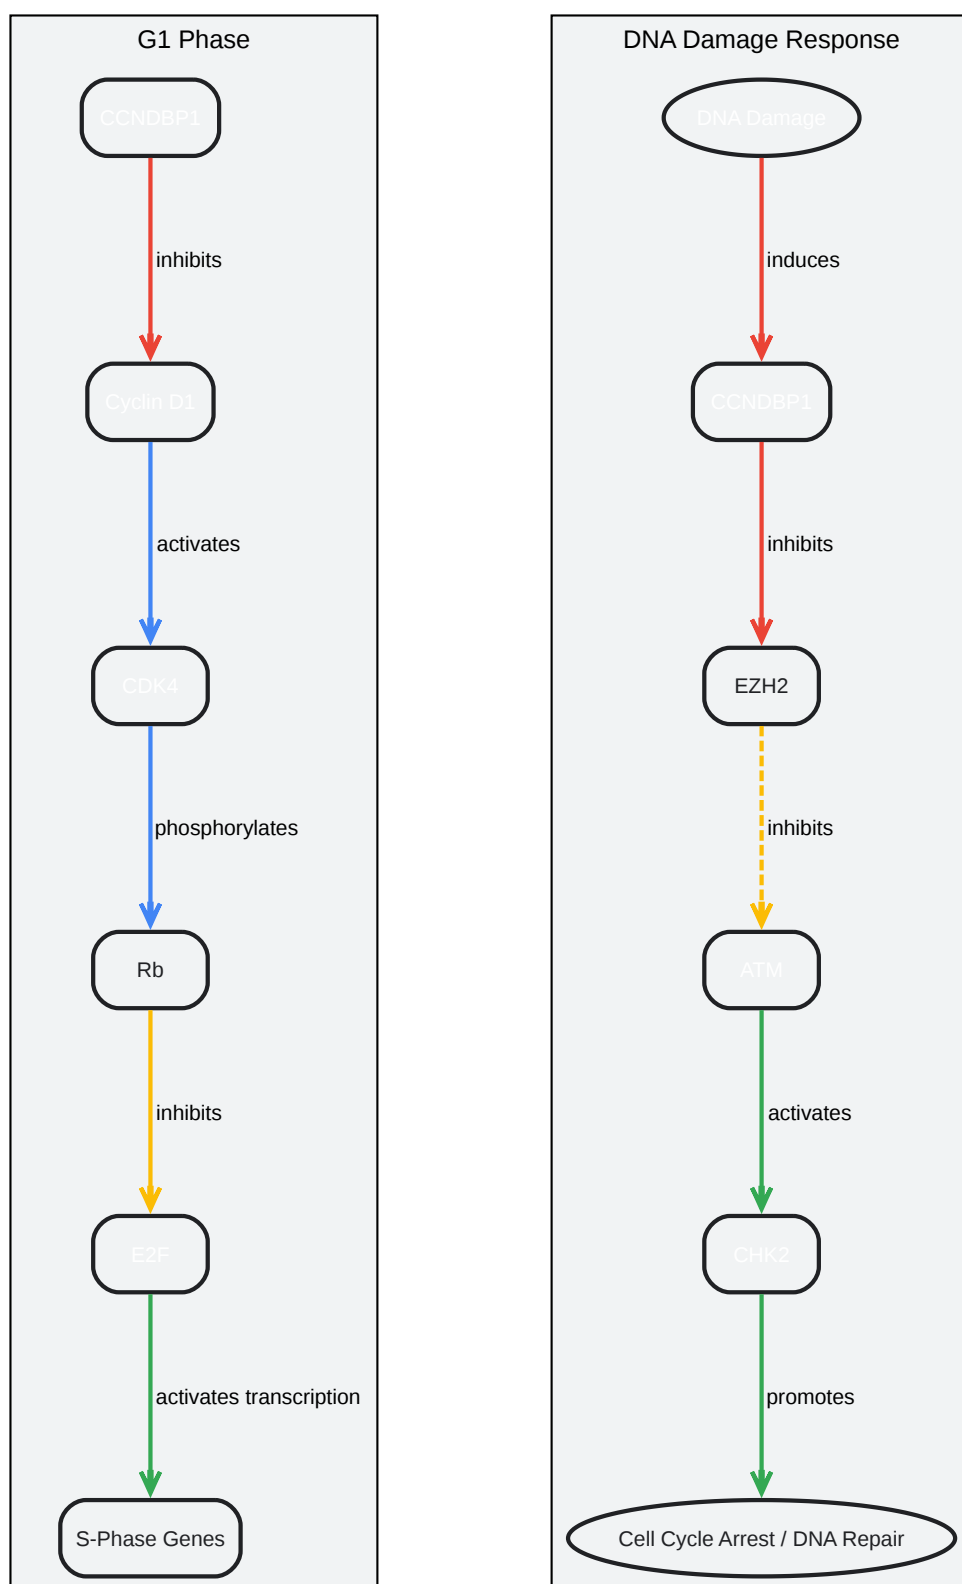 G1 Phase
CCNDBP1
inhibits
Cyclin D1
activates
CDK4
phosphorylates
Rb
inhibits
E2F
activates transcription
S-Phase Genes
DNA Damage Response
DNA Damage
induces
CCNDBP1
inhibits
EZH2
inhibits
ATM
activates
CHK2
promotes
Cell Cycle Arrest / DNA Repair